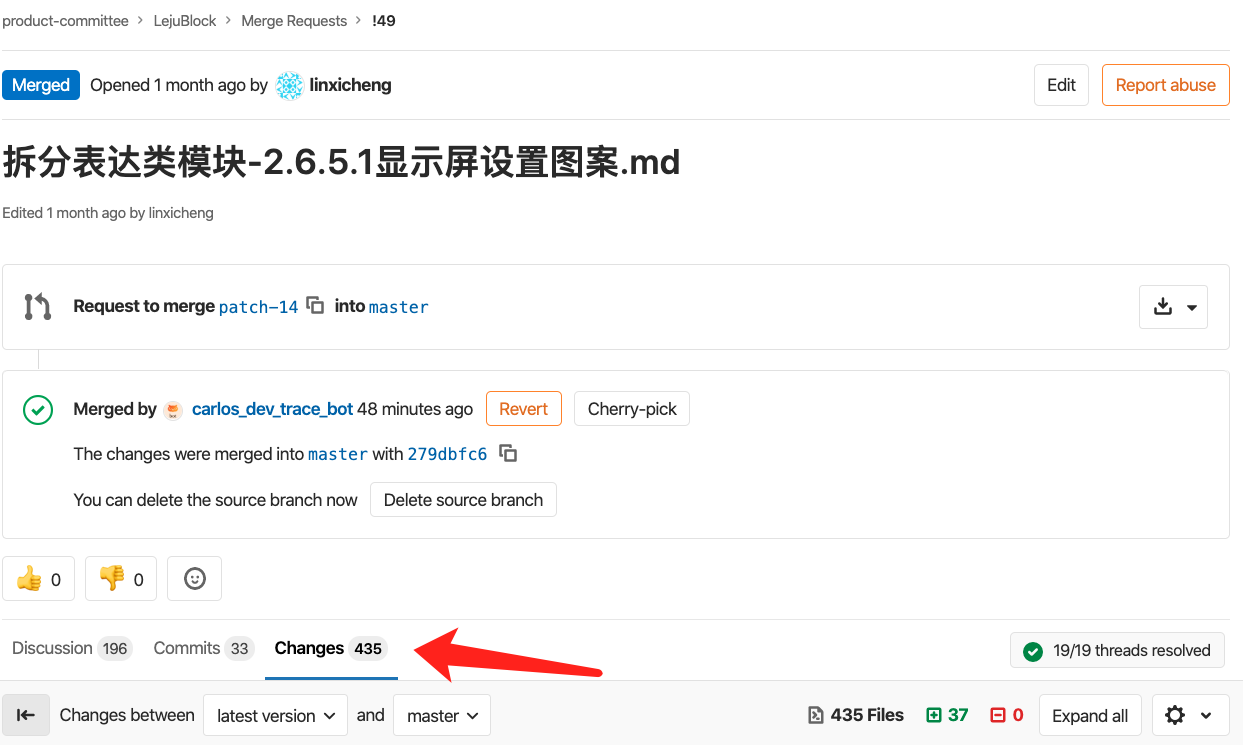 product-committee > LejuBlock > Merge Requests > !49
Merged Opened 1 month ago by linxicheng Edit Report abuse
拆分表达类模块-2.6.5.1显示屏设置图案.md
Edited 1 month ago by linxicheng
Request to merge patch-14 into master
Merged by carlos_dev_trace_bot 48 minutes ago Revert Cherry-pick
The changes were merged into master with 279dbfc6
You can delete the source branch now Delete source branch
0 0
Discussion 196 Commits 33 Changes 435 19/19 threads resolved
Changes between latest version and master 435 Files 37 0 Expand all